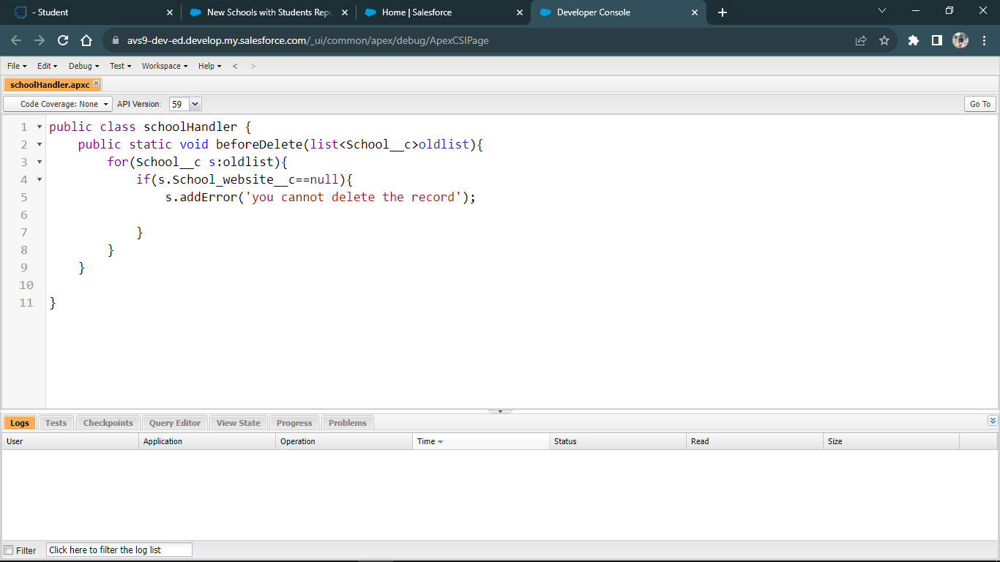 - Student
New Schools with Students Repo
Home | Salesforce
Developer Console
avs9-dev-ed.develop.my.salesforce.com/_ui/common/apex/debug/ApexCSIPage
File Edit Debug Test Workspace Help < >
schoolHandler.apxc
Code Coverage: None API Version: 59 Go To
1 public class schoolHandler {
2 public static void beforeDelete(list<School__c>oldlist){
3 for(School__c s:oldlist){
4 if(s.School_website__c==null){
5 s.addError('you cannot delete the record');
6
7 }
8 }
9 }
10
11 }
Logs Tests Checkpoints Query Editor View State Progress Problems
User Application Operation Time Status Read Size
Filter Click here to filter the log list